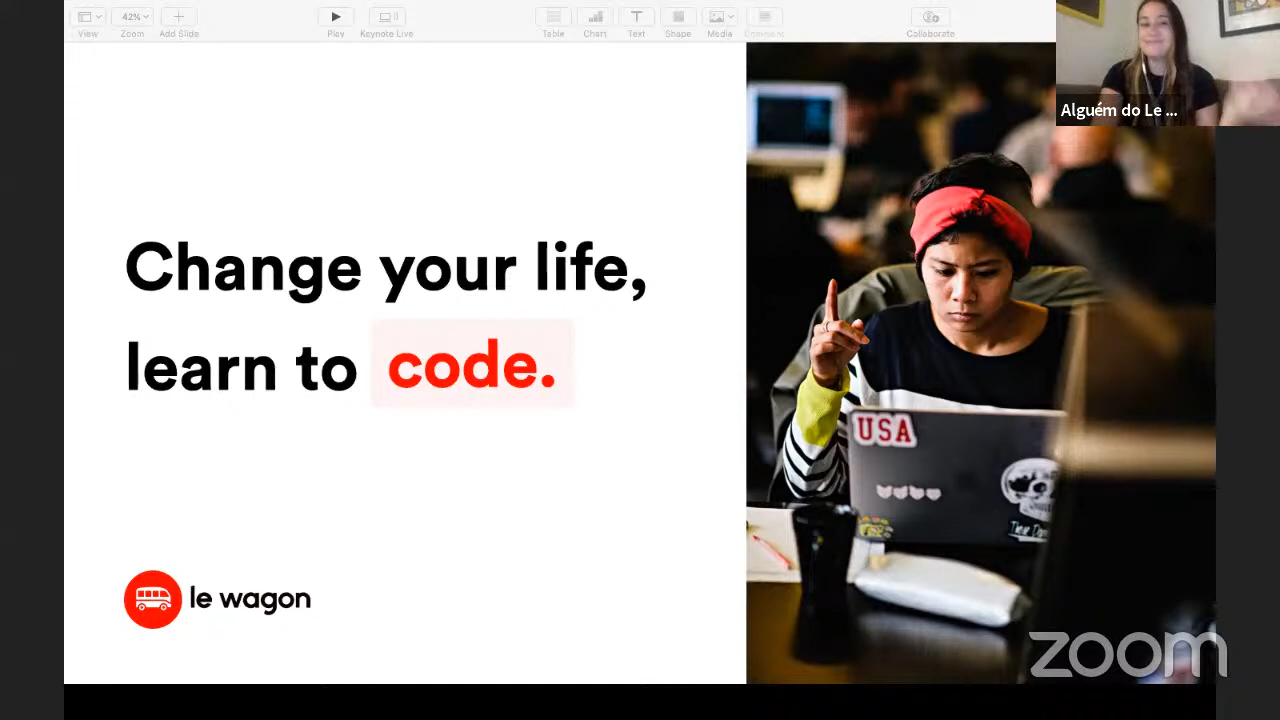 View
42%
Zoom
Add Slide
Play
Keynote Live
Table
Chart
Text
Shape
Media
Comment
Collaborate
Alguém do Le ...
Change your life,
learn to code.
USA
le wagon
zoom